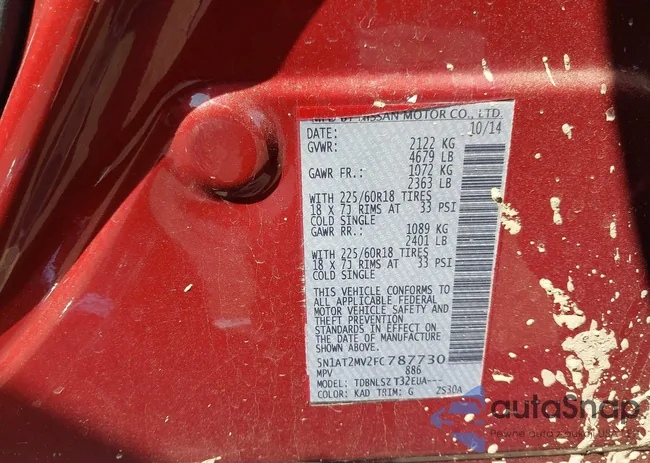 MFD BY NISSAN MOTOR CO., LTD.
DATE: 10/14
GVWR: 2122 KG
4679 LB
GAWR FR.: 1072 KG
2363 LB
WITH 225/60R18 TIRES
18 X 7J RIMS AT 33 PSI
COLD SINGLE
GAWR RR.: 1089 KG
2401 LB
WITH 225/60R18 TIRES
18 X 7J RIMS AT 33 PSI
COLD SINGLE
THIS VEHICLE CONFORMS TO
ALL APPLICABLE FEDERAL
MOTOR VEHICLE SAFETY AND
THEFT PREVENTION
STANDARDS IN EFFECT ON
THE DATE OF MANUFACTURE
SHOWN ABOVE.
5N1AT2MV2FC787730
MPV 886
MODEL: TDBNLSZ T32EUA---
COLOR: KAD TRIM: G 2S30A
autoSnap